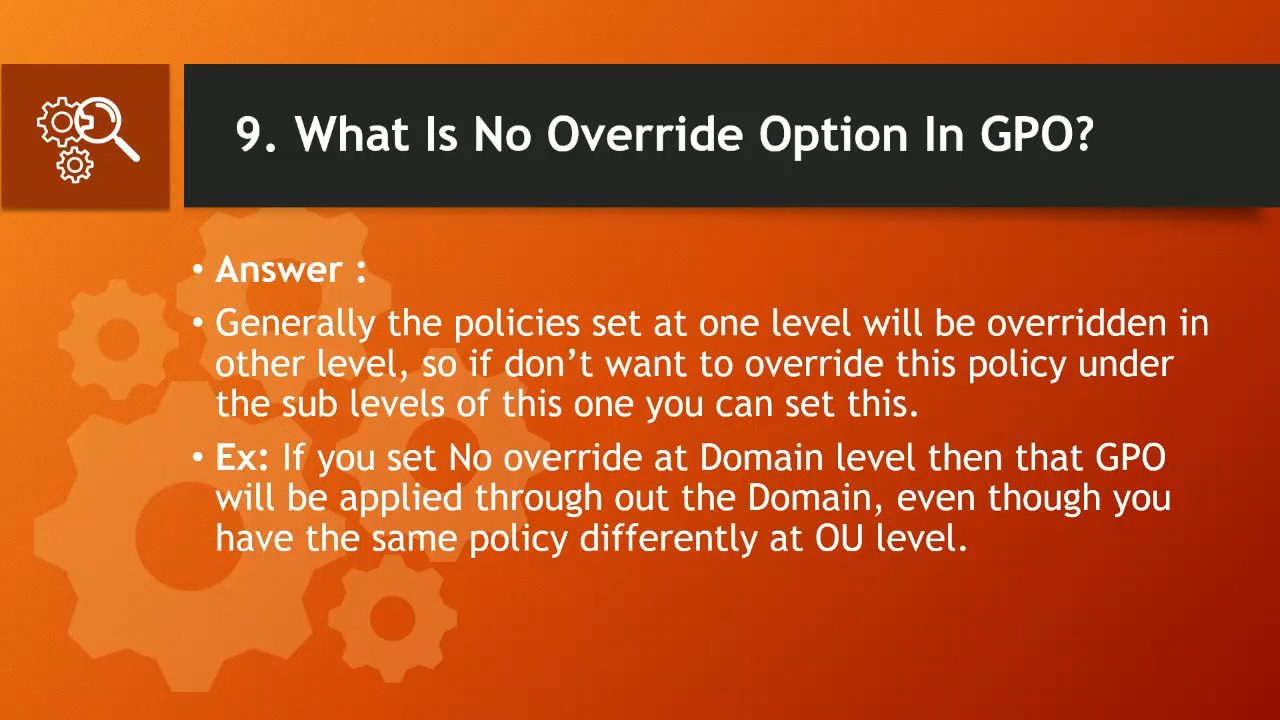 9. What Is No Override Option In GPO?
• Answer :
• Generally the policies set at one level will be overridden in
other level, so if don’t want to override this policy under
the sub levels of this one you can set this.
• Ex: If you set No override at Domain level then that GPO
will be applied through out the Domain, even though you
have the same policy differently at OU level.